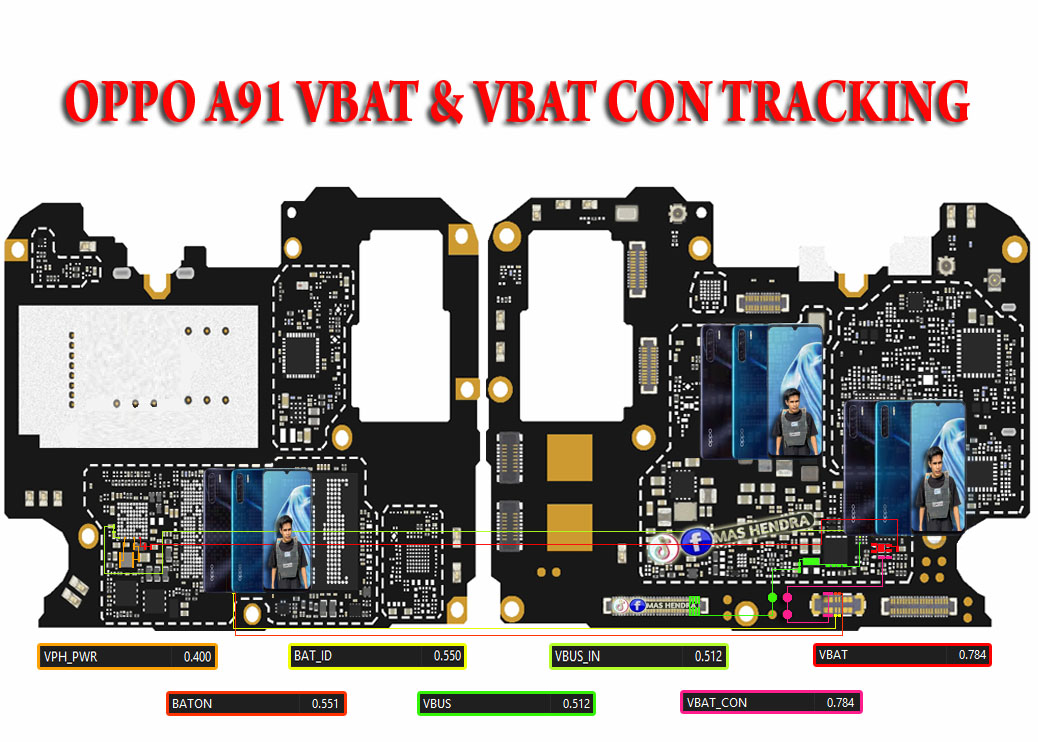 OPPO A91 VBAT & VBAT CON TRACKING
MAS HENDRA
MAS HENDRA
VPH_PWR 0.400
BAT_ID 0.550
VBUS_IN 0.512
VBAT 0.784
BATON 0.551
VBUS 0.512
VBAT_CON 0.784